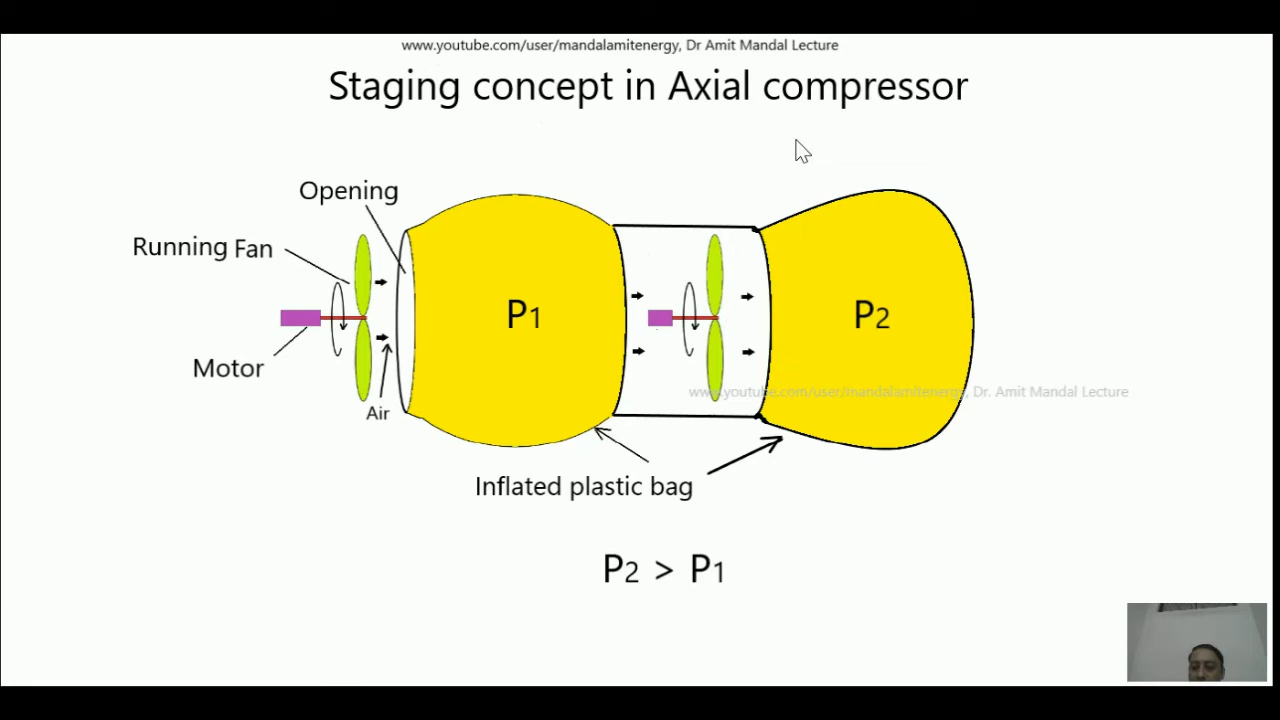 www.youtube.com/user/mandalamitenergy, Dr Amit Mandal Lecture
Staging concept in Axial compressor
Opening
Running Fan
P1
P2
Motor
www.youtube.com/user/mandalamitenergy, Dr. Amit Mandal Lecture
Air
Inflated plastic bag
P2 > P1